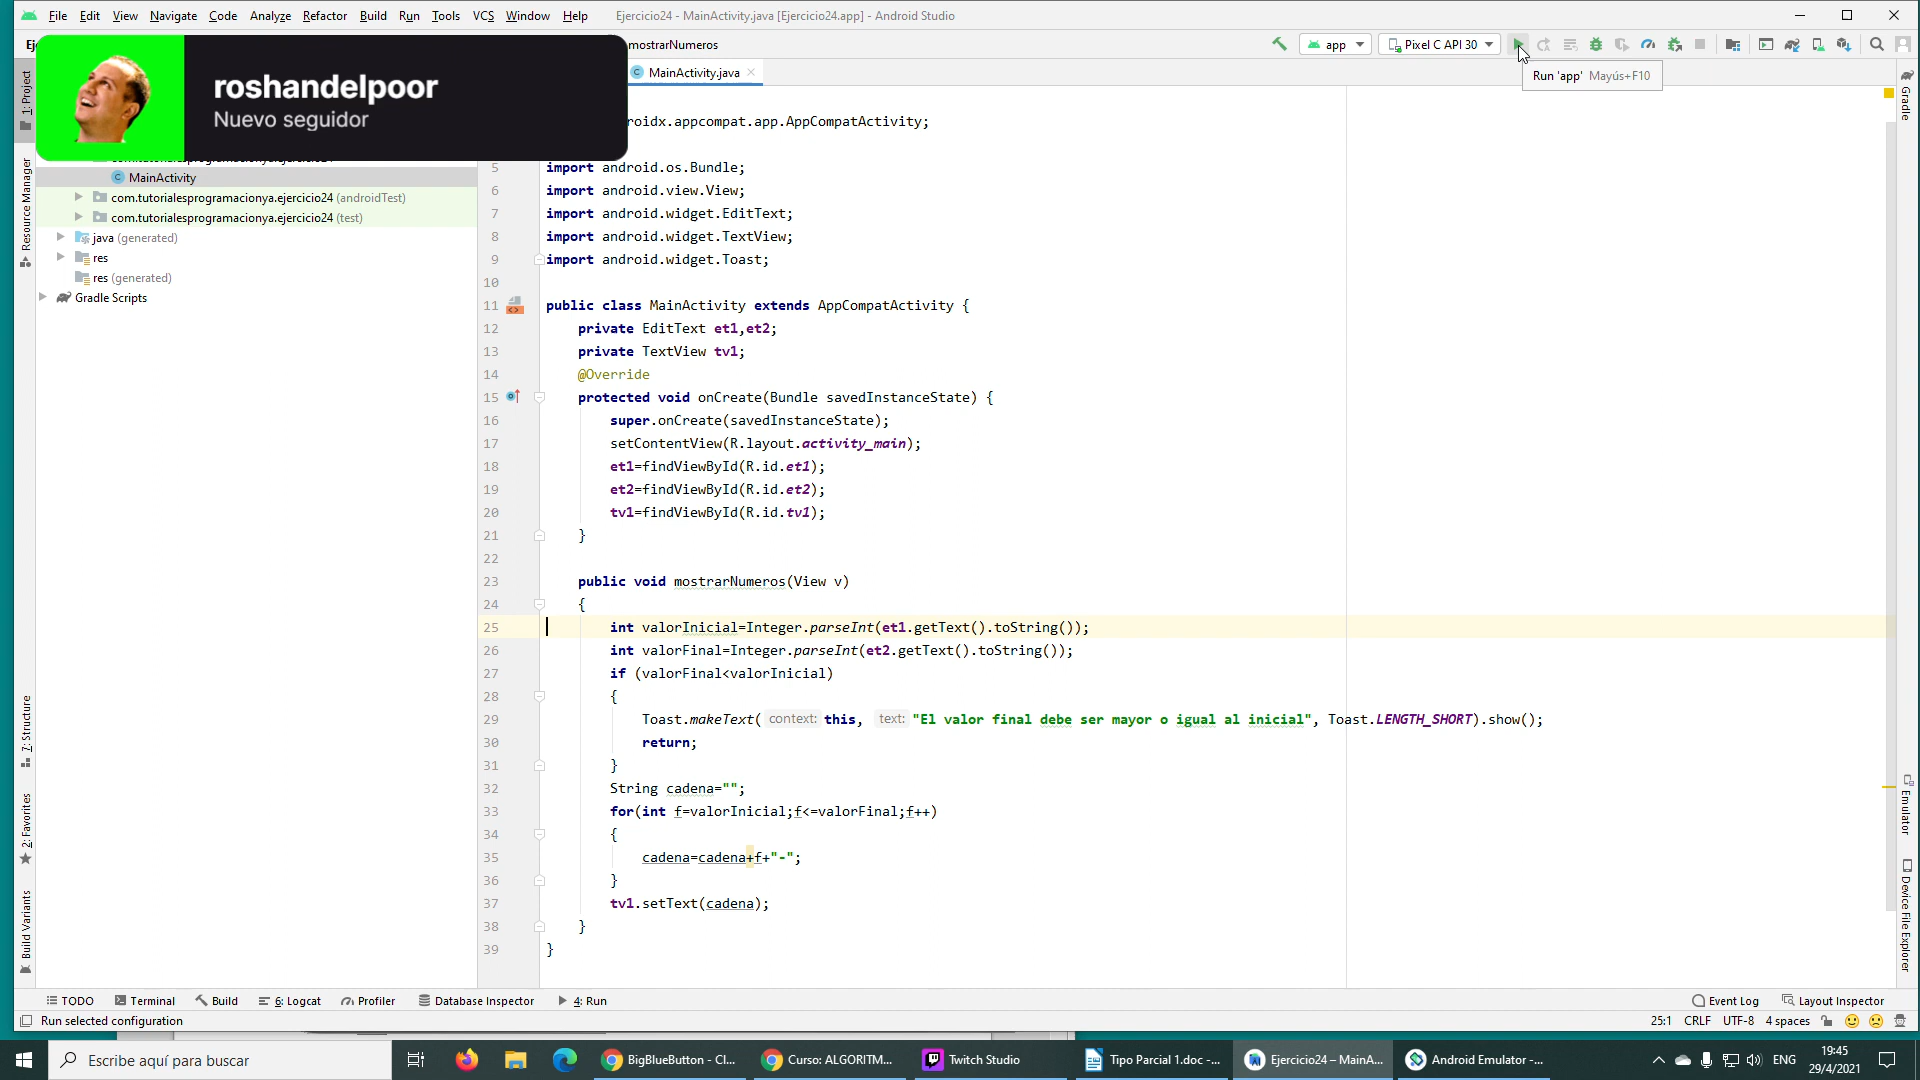 File Edit View Navigate Code Analyze Refactor Build Run Tools VCS Window Help Ejercicio24 - MainActivity.java [Ejercicio24.app] - Android Studio
mostrarNumeros
app Pixel C API 30
roshandelpoor
Nuevo seguidor
MainActivity.java
Run 'app' Mayús+F10
1: Project
Resource Manager
7: Structure
2: Favorites
Build Variants
MainActivity
com.tutorialesprogramacionya.ejercicio24 (androidTest)
com.tutorialesprogramacionya.ejercicio24 (test)
java (generated)
res
res (generated)
Gradle Scripts
roidx.appcompat.app.AppCompatActivity;
5 import android.os.Bundle;
6 import android.view.View;
7 import android.widget.EditText;
8 import android.widget.TextView;
9 import android.widget.Toast;
10
11 public class MainActivity extends AppCompatActivity {
12 private EditText et1,et2;
13 private TextView tv1;
14 @Override
15 protected void onCreate(Bundle savedInstanceState) {
16 super.onCreate(savedInstanceState);
17 setContentView(R.layout.activity_main);
18 et1=findViewById(R.id.et1);
19 et2=findViewById(R.id.et2);
20 tv1=findViewById(R.id.tv1);
21 }
22
23 public void mostrarNumeros(View v)
24 {
25 int valorInicial=Integer.parseInt(et1.getText().toString());
26 int valorFinal=Integer.parseInt(et2.getText().toString());
27 if (valorFinal<valorInicial)
28 {
29 Toast.makeText( context: this, text: "El valor final debe ser mayor o igual al inicial", Toast.LENGTH_SHORT).show();
30 return;
31 }
32 String cadena="";
33 for(int f=valorInicial;f<=valorFinal;f++)
34 {
35 cadena=cadena+f+"-";
36 }
37 tv1.setText(cadena);
38 }
39 }
Gradle
Emulator
Device File Explorer
TODO Terminal Build 6: Logcat Profiler Database Inspector 4: Run Event Log Layout Inspector
Run selected configuration 25:1 CRLF UTF-8 4 spaces
Escribe aquí para buscar BigBlueButton - Cl... Curso: ALGORITM... Twitch Studio Tipo Parcial 1.doc -... Ejercicio24 – MainA... Android Emulator -... ENG 19:45
29/4/2021